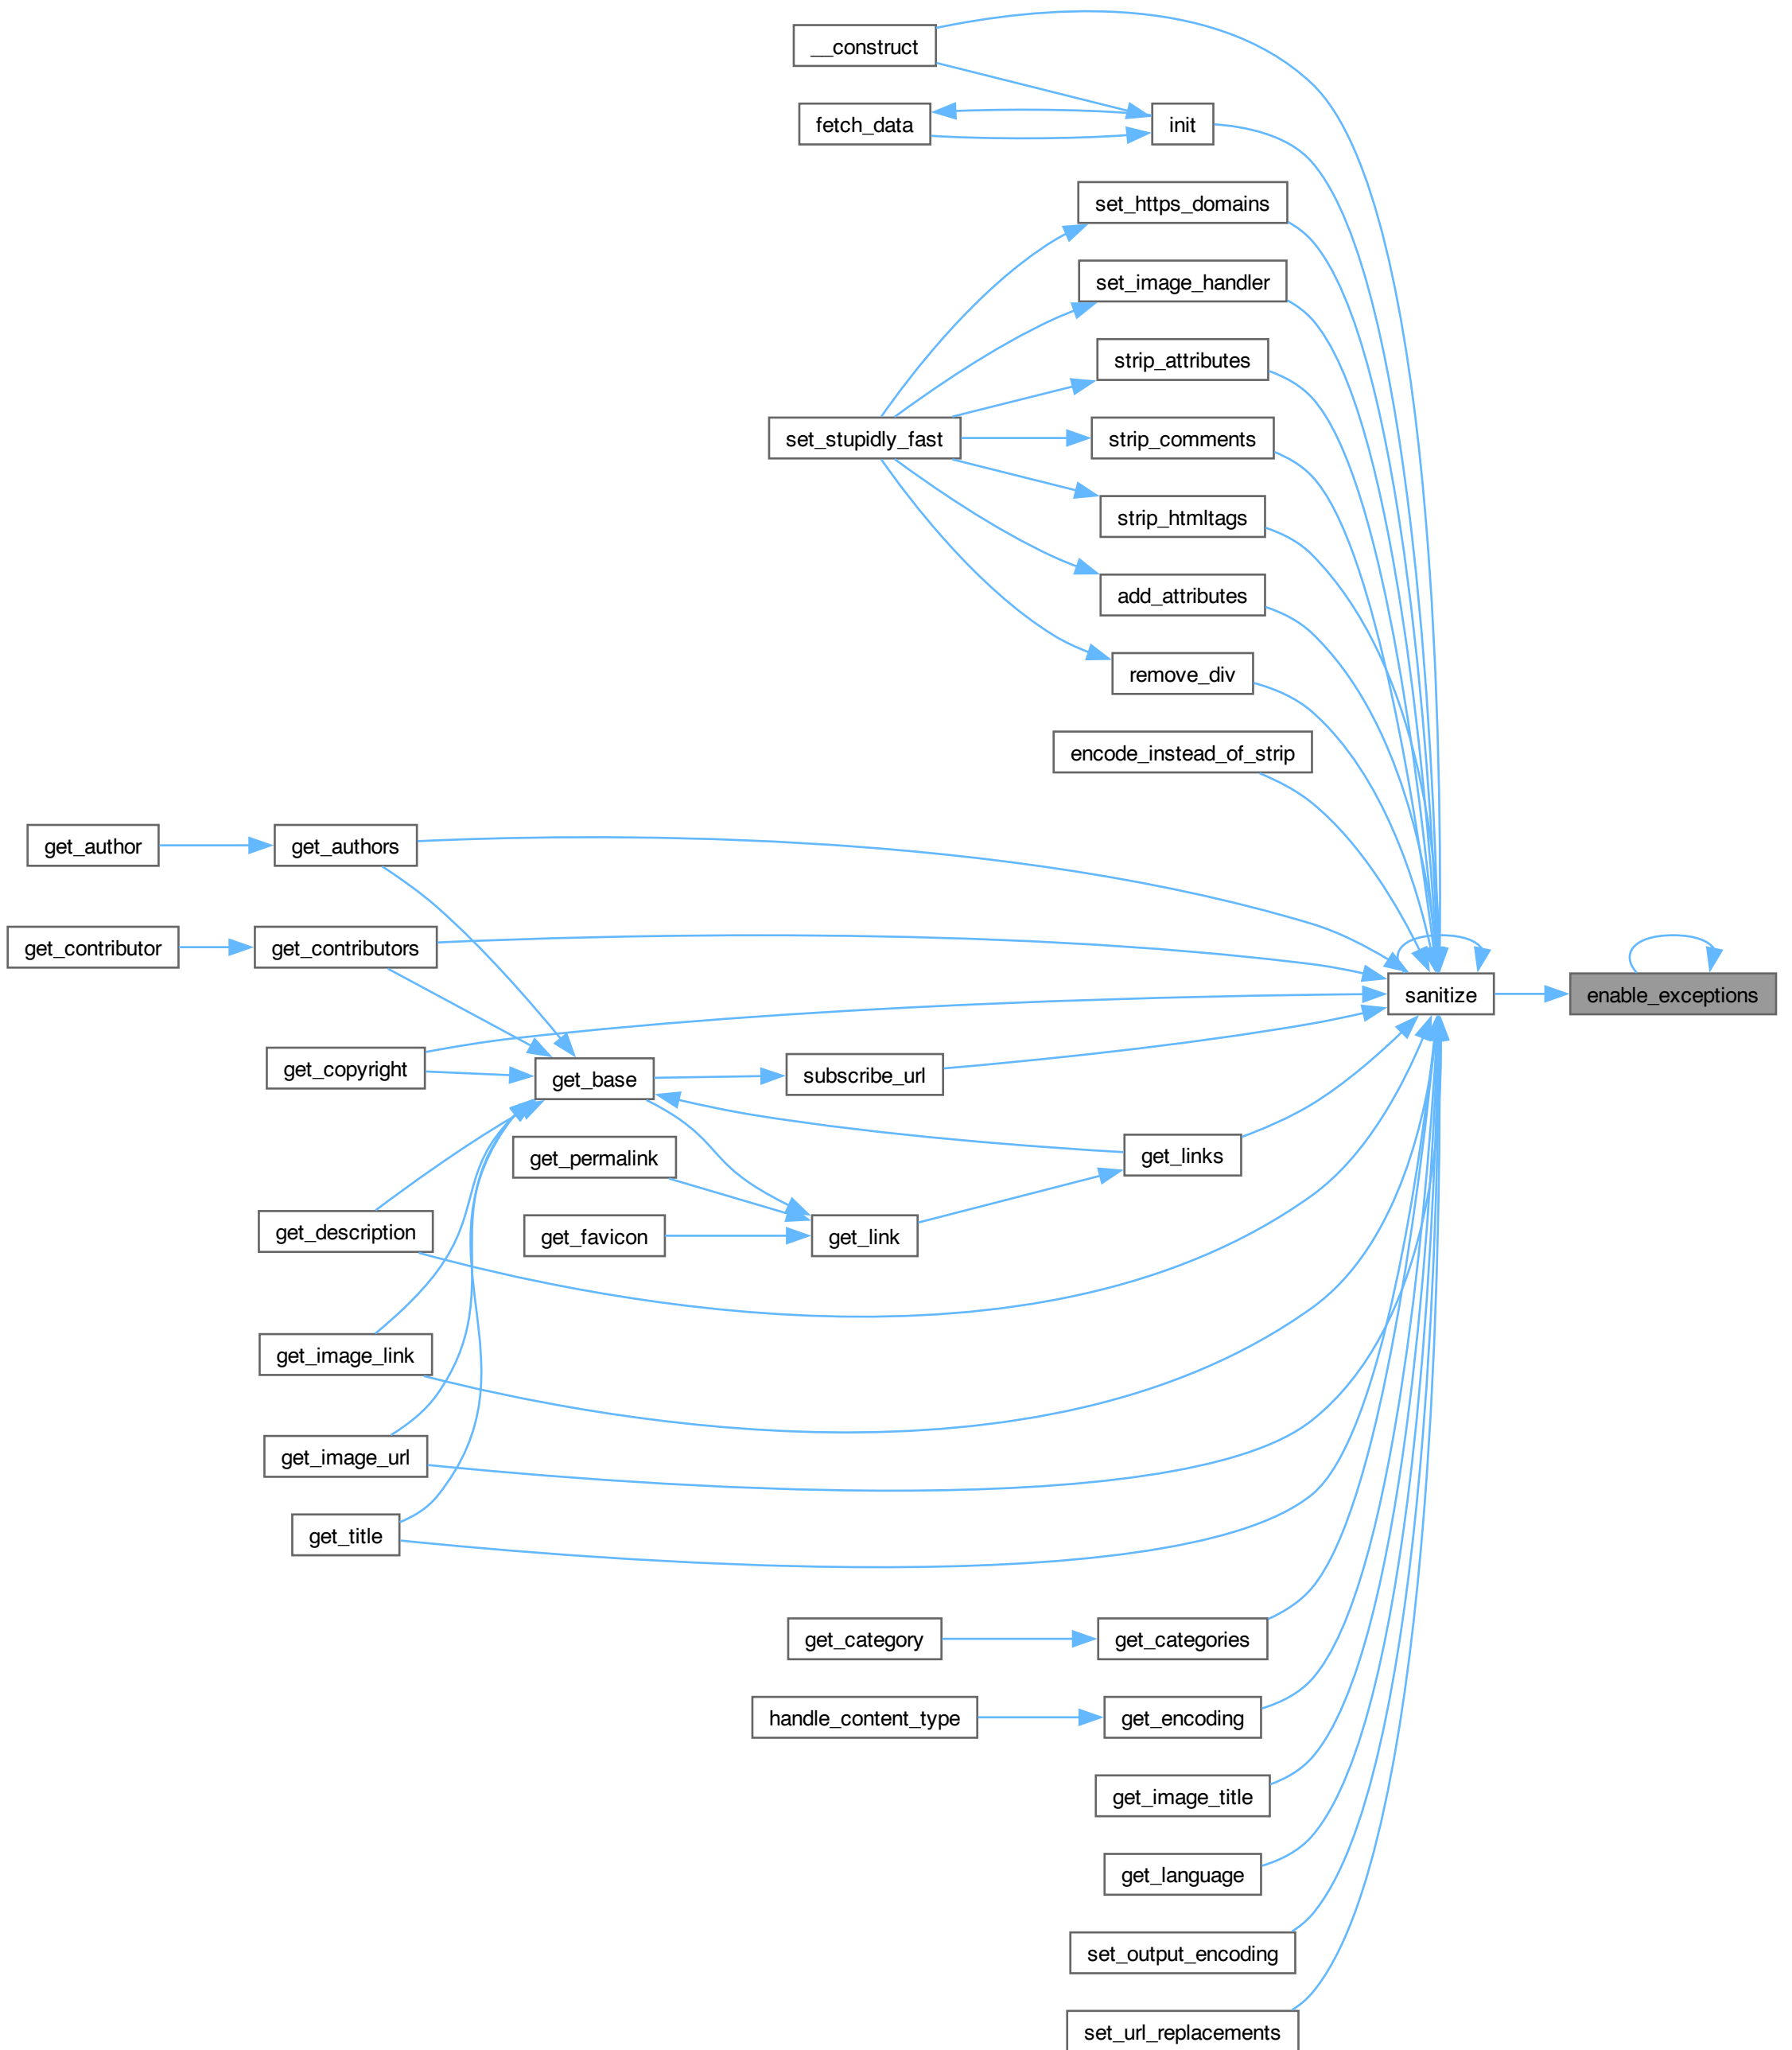 __construct
fetch_data
init
set_https_domains
set_image_handler
strip_attributes
set_stupidly_fast
strip_comments
strip_htmltags
add_attributes
remove_div
encode_instead_of_strip
get_author
get_authors
get_contributor
get_contributors
sanitize
enable_exceptions
get_copyright
get_base
subscribe_url
get_permalink
get_links
get_description
get_favicon
get_link
get_image_link
get_image_url
get_title
get_category
get_categories
handle_content_type
get_encoding
get_image_title
get_language
set_output_encoding
set_url_replacements